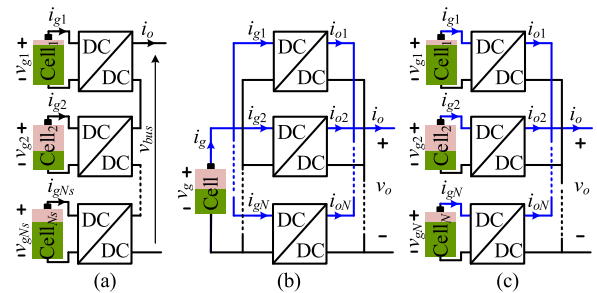 i_g1
i_o
v_g1
+
-
Cell_1
DC
DC
i_g2
v_g2
+
-
Cell_2
DC
DC
v_bus
i_gNs
v_gNs
+
-
Cell_Ns
DC
DC
(a)
i_g1
i_o1
DC
DC
i_g
i_g2
i_o2
i_o
DC
DC
+
v_g
+
-
Cell
v_o
i_gN
i_oN
DC
DC
-
(b)
i_g1
i_o1
v_g1
+
-
Cell_1
DC
DC
i_g2
i_o2
i_o
v_g2
+
-
Cell_2
DC
DC
+
v_o
i_gN
i_oN
v_gN
+
-
Cell_N
DC
DC
-
(c)